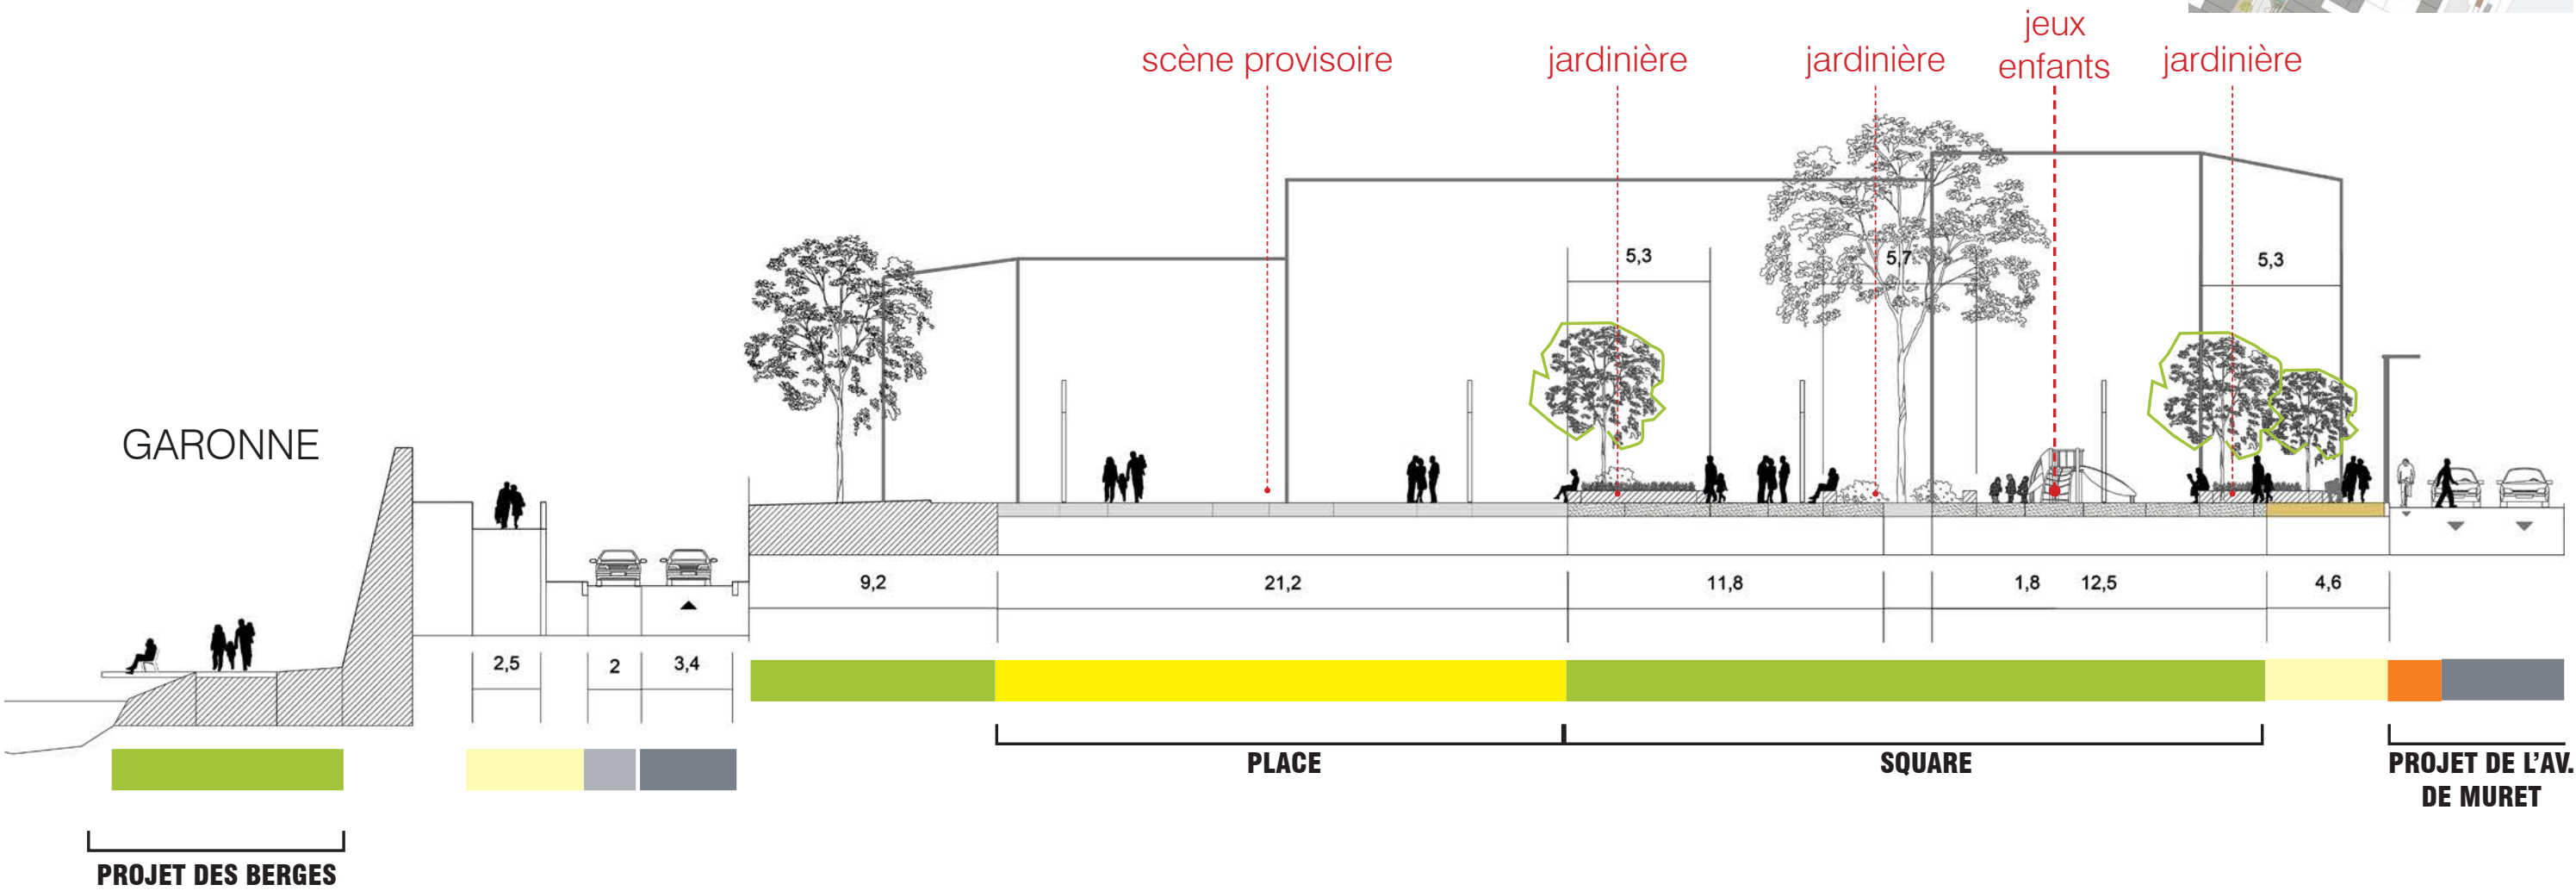 scène provisoire
jardinière
jardinière
jeux
enfants
jardinière
5,3
5,7
5,3
GARONNE
9,2
21,2
11,8
1,8
12,5
4,6
2,5
2
3,4
PLACE
SQUARE
PROJET DE L'AV.
DE MURET
PROJET DES BERGES